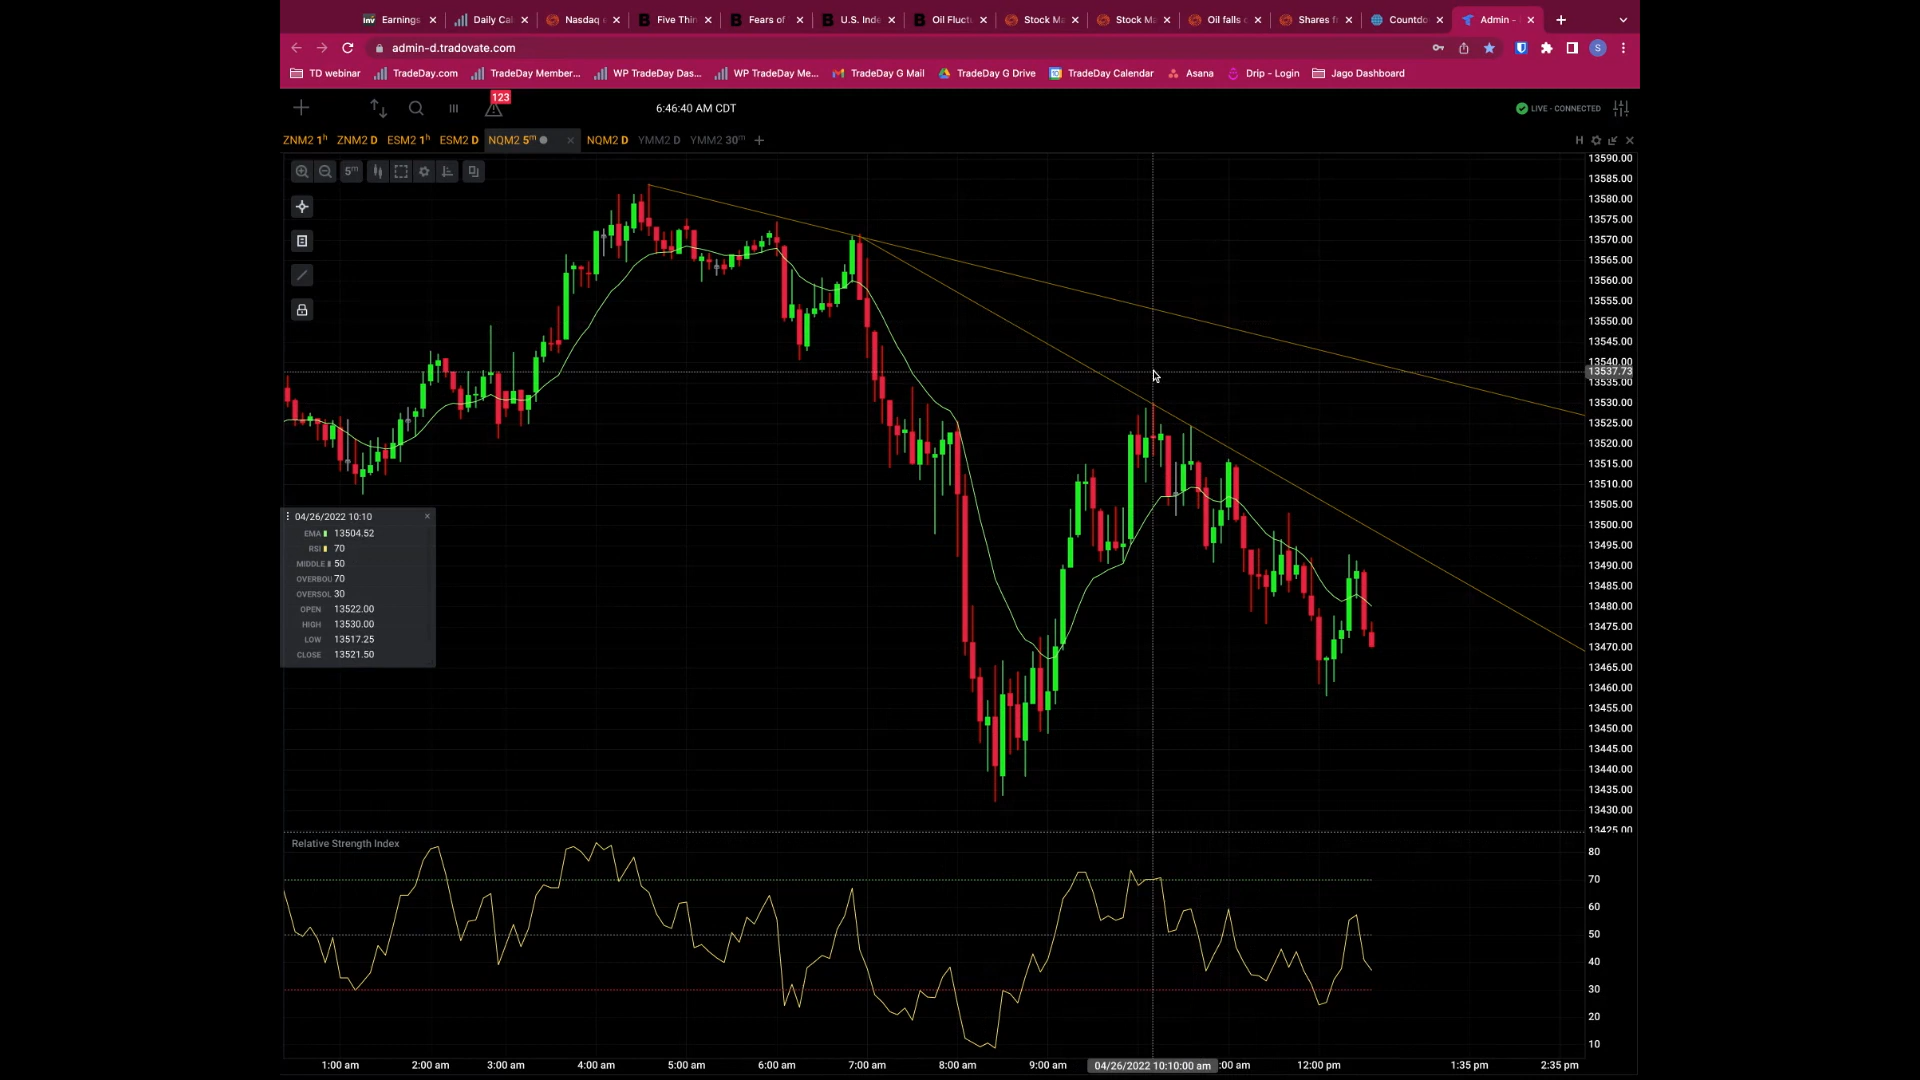 Earnings
Daily Cal
Nasdaq e
Five Thin
Fears of
U.S. Inde
Oil Fluct
Stock Ma
Stock Ma
Oil falls
Shares f
Countdo
Admin -
admin-d.tradovate.com
S
TD webinar
TradeDay.com
TradeDay Member...
WP TradeDay Das...
WP TradeDay Me...
TradeDay G Mail
TradeDay G Drive
TradeDay Calendar
Asana
Drip - Login
Jago Dashboard
123
6:46:40 AM CDT
LIVE - CONNECTED
ZNM2 1h
ZNM2 D
ESM2 1h
ESM2 D
NQM2 5m
NQM2 D
YMM2 D
YMM2 30m
H
5m
13590.00
13585.00
13580.00
13575.00
13570.00
13565.00
13560.00
13555.00
13550.00
13545.00
13540.00
13537.73
13535.00
13530.00
13525.00
13520.00
13515.00
13510.00
13505.00
13500.00
13495.00
13490.00
13485.00
13480.00
13475.00
13470.00
13465.00
13460.00
13455.00
13450.00
13445.00
13440.00
13435.00
13430.00
13425.00
04/26/2022 10:10
EMA 13504.52
RSI 70
MIDDLE 50
OVERBOU 70
OVERSOL 30
OPEN 13522.00
HIGH 13530.00
LOW 13517.25
CLOSE 13521.50
Relative Strength Index
80
70
60
50
40
30
20
10
1:00 am
2:00 am
3:00 am
4:00 am
5:00 am
6:00 am
7:00 am
8:00 am
9:00 am
04/26/2022 10:10:00 am
:00 am
12:00 pm
1:35 pm
2:35 pm